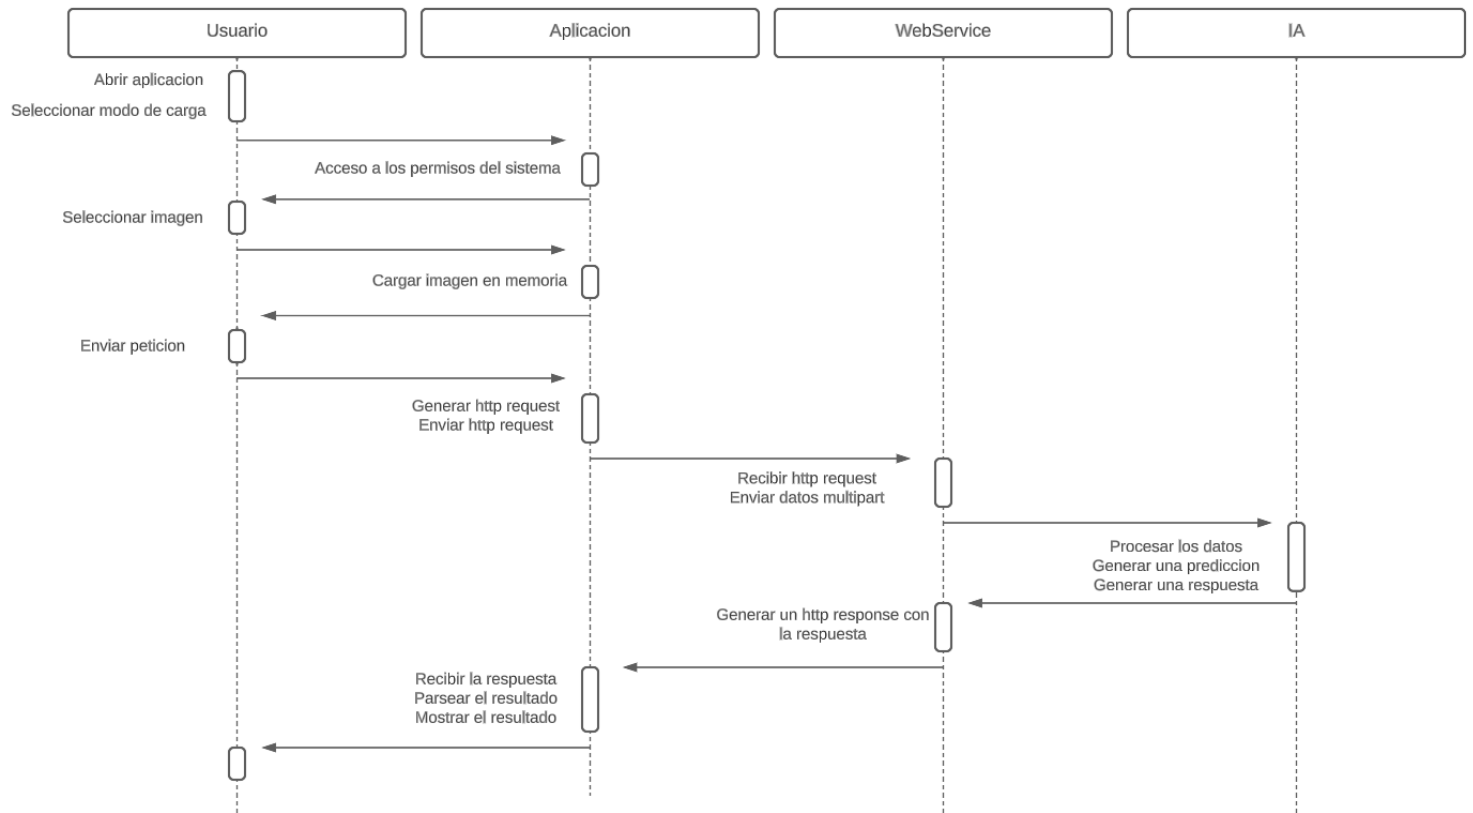 Usuario
Aplicacion
WebService
IA
Abrir aplicacion
Seleccionar modo de carga
Acceso a los permisos del sistema
Seleccionar imagen
Cargar imagen en memoria
Enviar peticion
Generar http request
Enviar http request
Recibir http request
Enviar datos multipart
Procesar los datos
Generar una prediccion
Generar una respuesta
Generar un http response con
la respuesta
Recibir la respuesta
Parsear el resultado
Mostrar el resultado